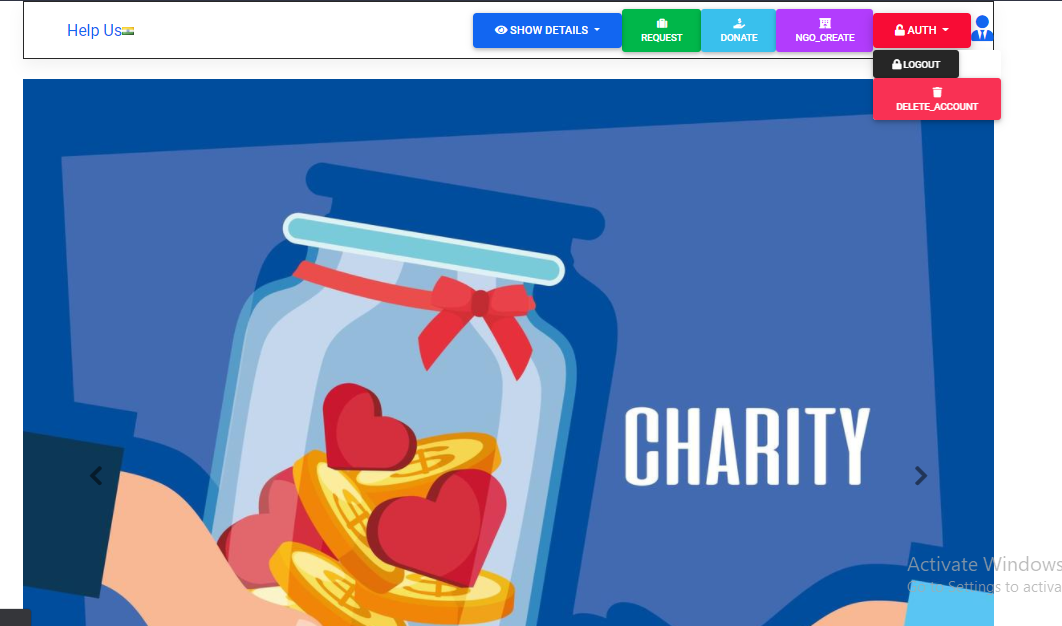 Help Us
SHOW DETAILS
REQUEST
DONATE
NGO_CREATE
AUTH
LOGOUT
DELETE_ACCOUNT
CHARITY
Activate Windows
Go to Settings to activa